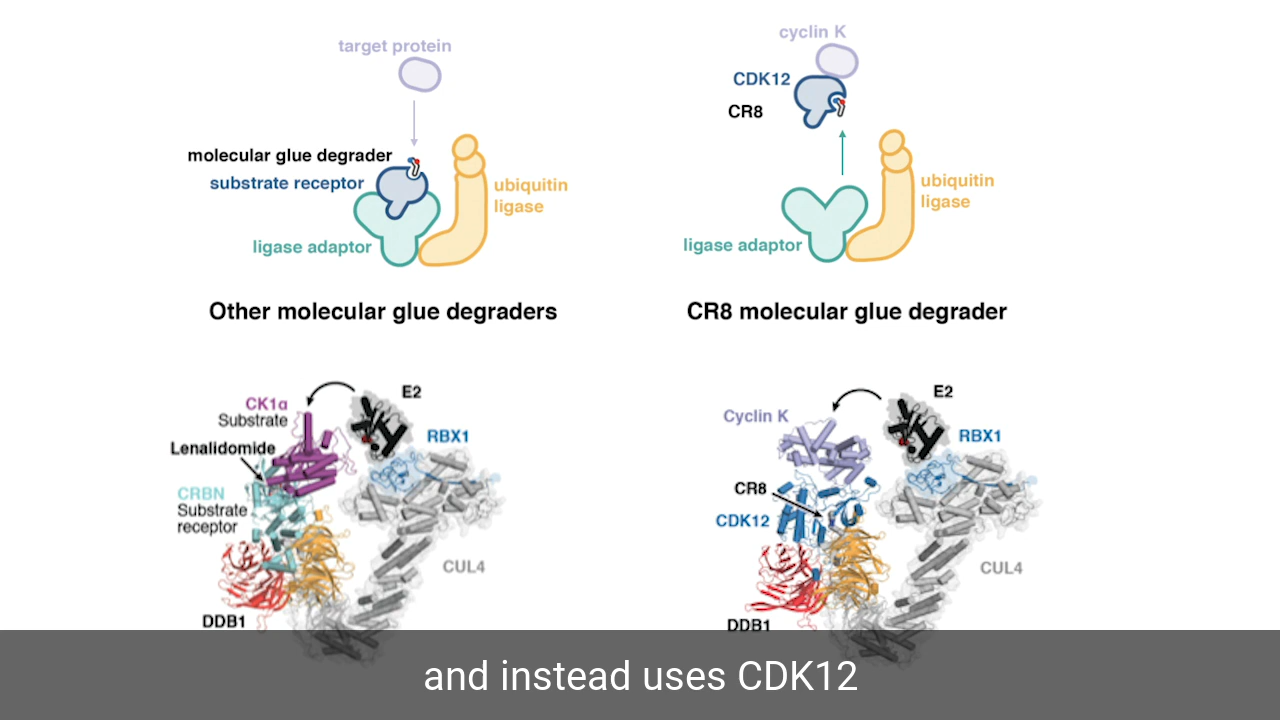 target protein
molecular glue degrader
substrate receptor
ubiquitin
ligase
ligase adaptor
Other molecular glue degraders
cyclin K
CDK12
CR8
ubiquitin
ligase
ligase adaptor
CR8 molecular glue degrader
CK1α
Substrate
E2
RBX1
Lenalidomide
CRBN
Substrate
receptor
CUL4
DDB1
Cyclin K
E2
RBX1
CR8
CDK12
CUL4
DDB1
and instead uses CDK12